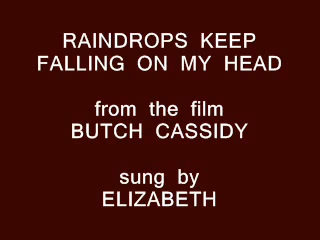 RAINDROPS KEEP
FALLING ON MY HEAD
from the film
BUTCH CASSIDY
sung by
ELIZABETH